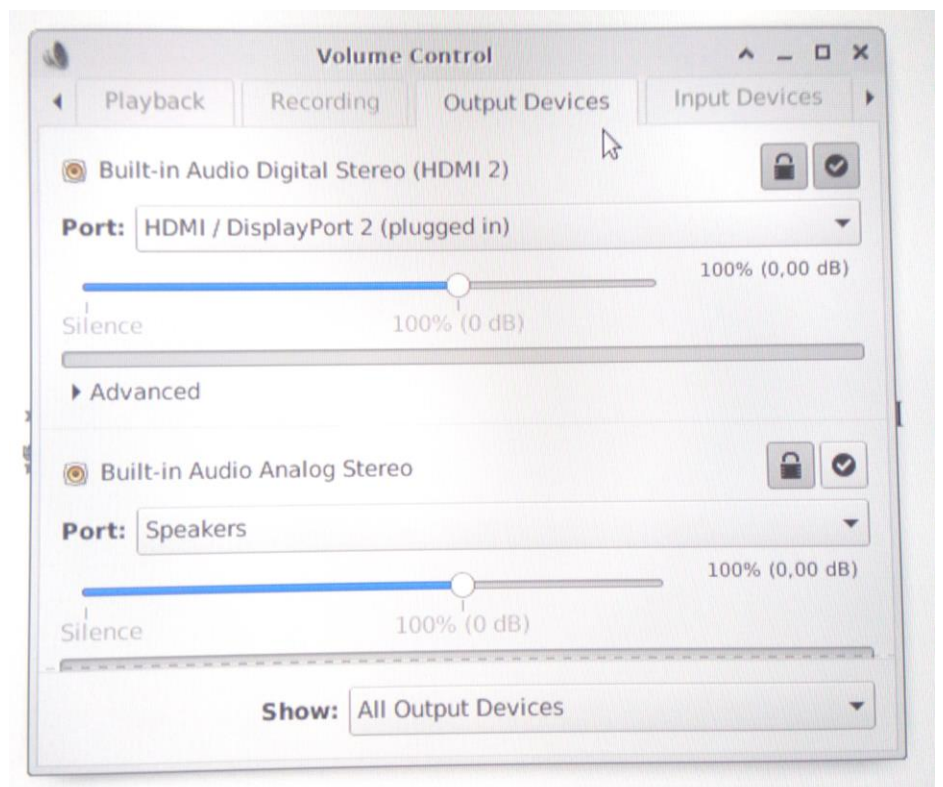 Volume Control
Playback Recording Output Devices Input Devices
Built-in Audio Digital Stereo (HDMI 2)
Port: HDMI / DisplayPort 2 (plugged in)
100% (0,00 dB)
Silence 100% (0 dB)
Advanced
Built-in Audio Analog Stereo
Port: Speakers
100% (0,00 dB)
Silence 100% (0 dB)
Show: All Output Devices